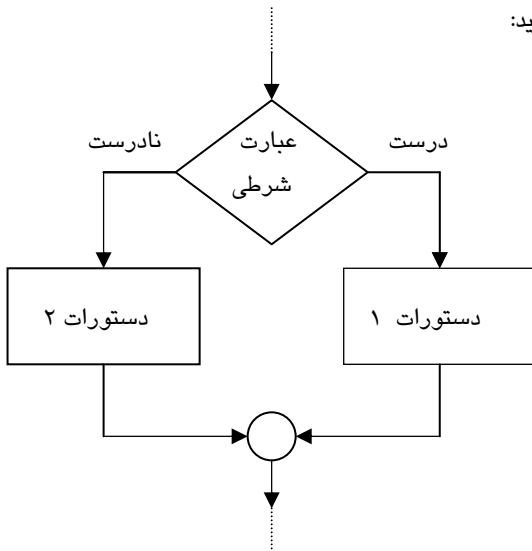 ید:
عبارت
شرطی
درست
نادرست
دستورات ۱
دستورات ۲